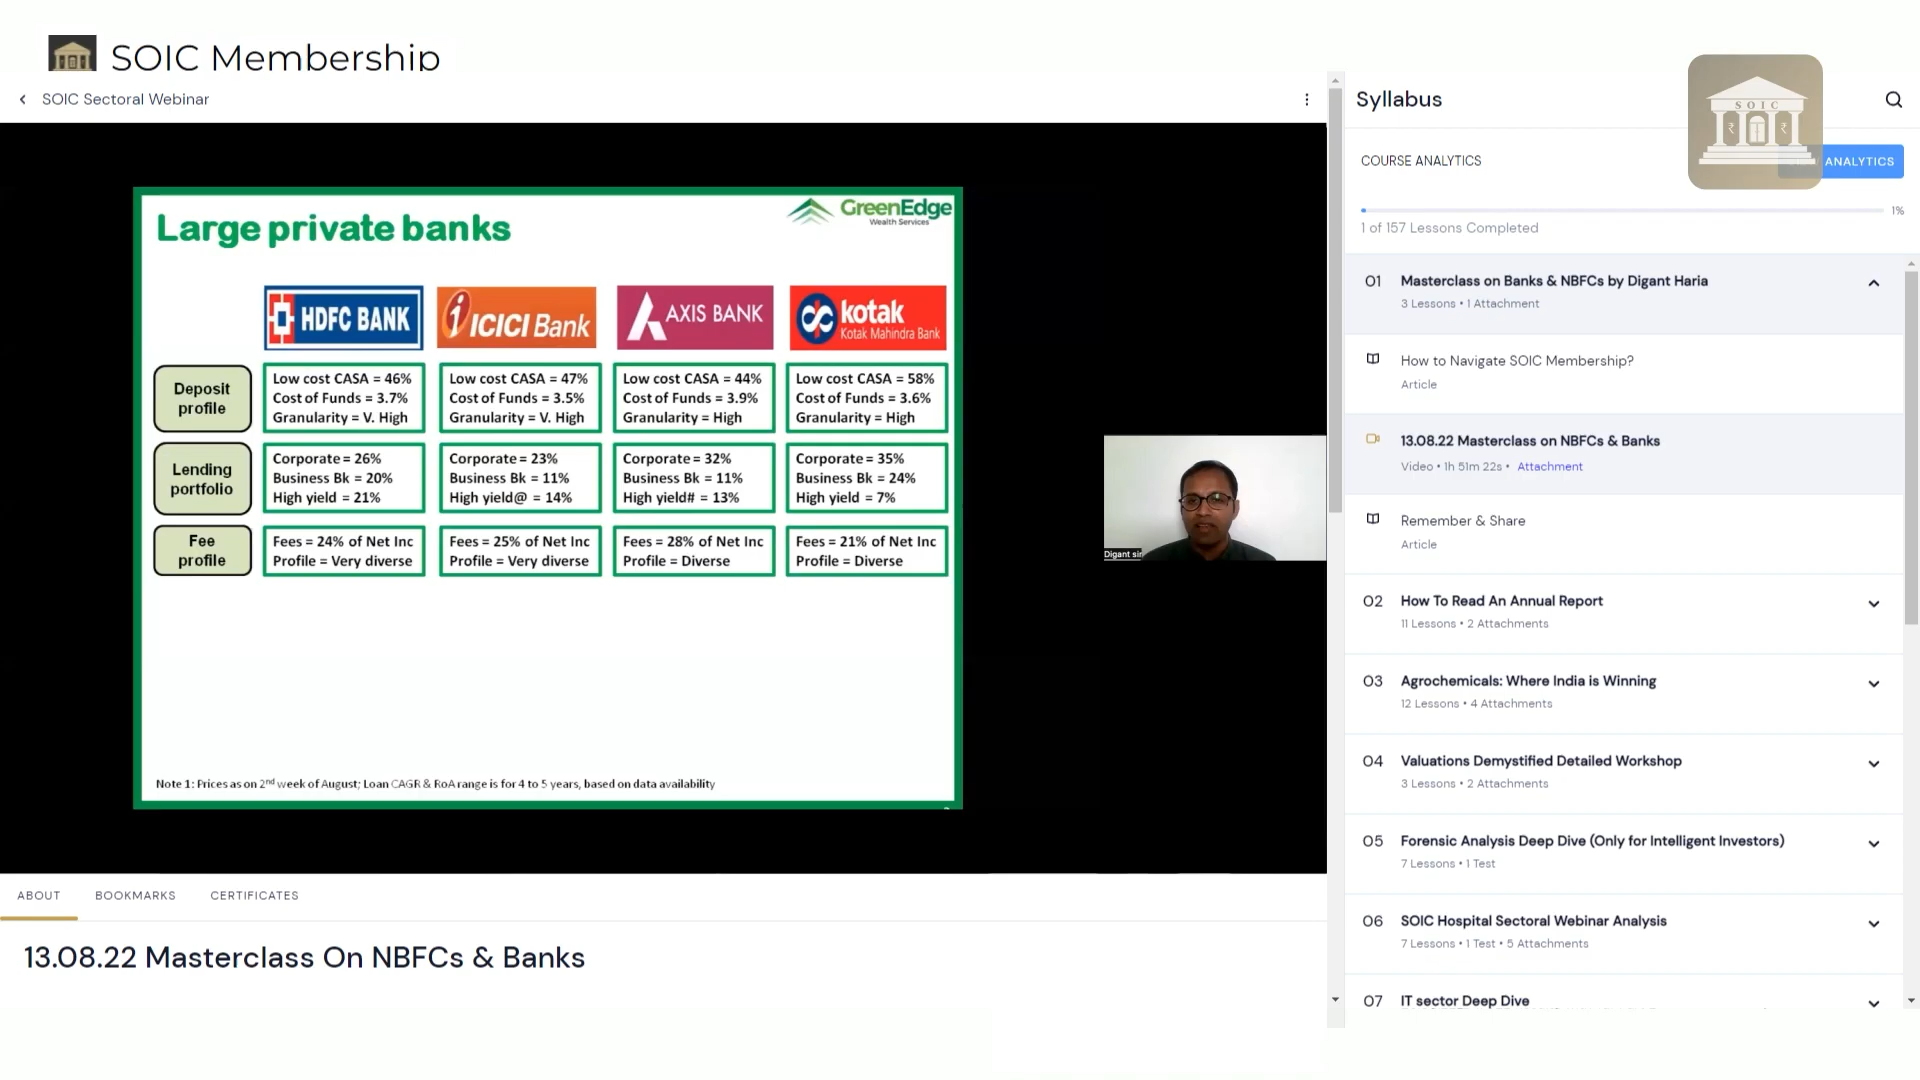 SOIC Membership
SOIC Sectoral Webinar
Large private banks
GreenEdge
Wealth Services
HDFC BANK
ICICI Bank
AXIS BANK
kotak
Kotak Mahindra Bank
Deposit profile
Low cost CASA = 46%
Cost of Funds = 3.7%
Granularity = V. High
Low cost CASA = 47%
Cost of Funds = 3.5%
Granularity = V. High
Low cost CASA = 44%
Cost of Funds = 3.9%
Granularity = High
Low cost CASA = 58%
Cost of Funds = 3.6%
Granularity = High
Lending portfolio
Corporate = 26%
Business Bk = 20%
High yield = 21%
Corporate = 23%
Business Bk = 11%
High yield@ = 14%
Corporate = 32%
Business Bk = 11%
High yield# = 13%
Corporate = 35%
Business Bk = 24%
High yield = 7%
Fee profile
Fees = 24% of Net Inc
Profile = Very diverse
Fees = 25% of Net Inc
Profile = Very diverse
Fees = 28% of Net Inc
Profile = Diverse
Fees = 21% of Net Inc
Profile = Diverse
Note 1: Prices as on 2nd week of August; Loan CAGR & RoA range is for 4 to 5 years, based on data availability
Digant sir
ABOUT
BOOKMARKS
CERTIFICATES
13.08.22 Masterclass On NBFCs & Banks
Syllabus
SOIC
COURSE ANALYTICS
ANALYTICS
1%
1 of 157 Lessons Completed
01 Masterclass on Banks & NBFCs by Digant Haria
3 Lessons • 1 Attachment
How to Navigate SOIC Membership?
Article
13.08.22 Masterclass on NBFCs & Banks
Video • 1h 51m 22s • Attachment
Remember & Share
Article
02 How To Read An Annual Report
11 Lessons • 2 Attachments
03 Agrochemicals: Where India is Winning
12 Lessons • 4 Attachments
04 Valuations Demystified Detailed Workshop
3 Lessons • 2 Attachments
05 Forensic Analysis Deep Dive (Only for Intelligent Investors)
7 Lessons • 1 Test
06 SOIC Hospital Sectoral Webinar Analysis
7 Lessons • 1 Test • 5 Attachments
07 IT sector Deep Dive